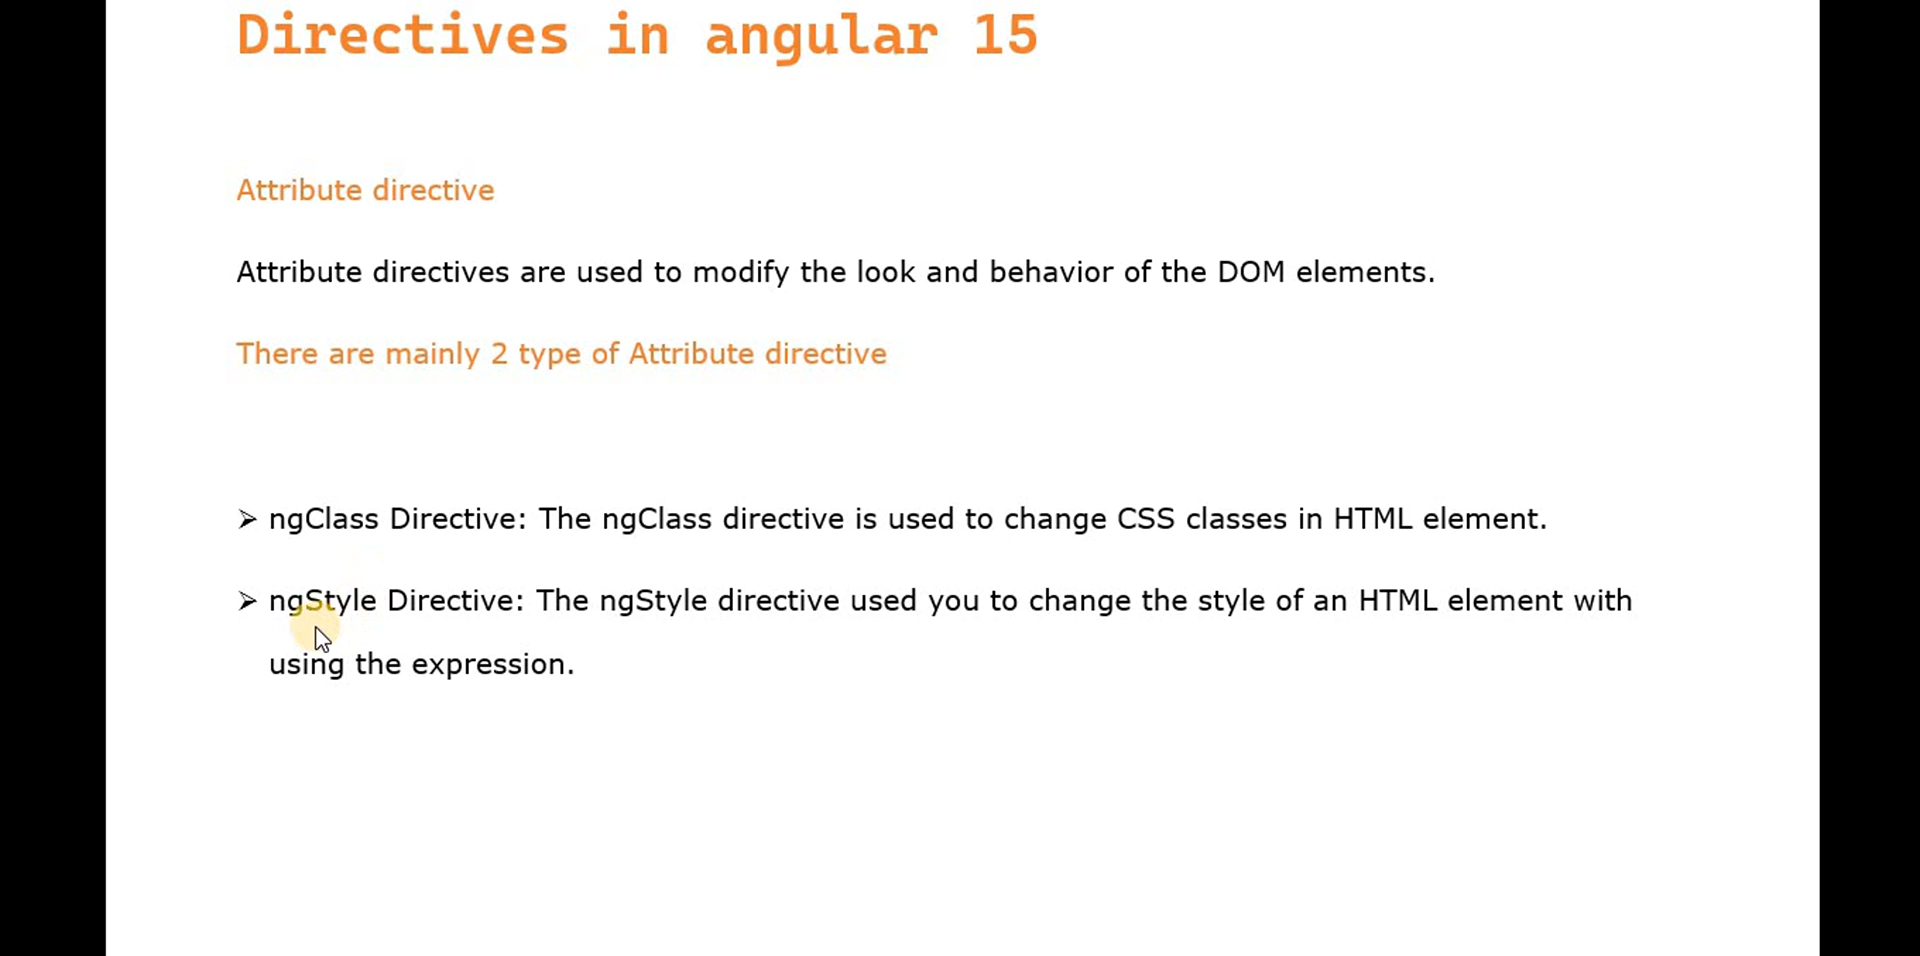 Directives in angular 15
Attribute directive
Attribute directives are used to modify the look and behavior of the DOM elements.
There are mainly 2 type of Attribute directive
➢ ngClass Directive: The ngClass directive is used to change CSS classes in HTML element.
➢ ngStyle Directive: The ngStyle directive used you to change the style of an HTML element with
using the expression.